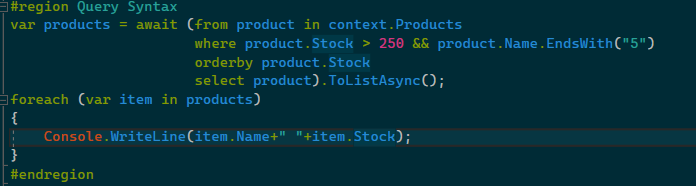 #region Query Syntax
var products = await (from product in context.Products
                      where product.Stock > 250 && product.Name.EndsWith("5")
                      orderby product.Stock
                      select product).ToListAsync();
foreach (var item in products)
{
    Console.WriteLine(item.Name+" "+item.Stock);
}
#endregion